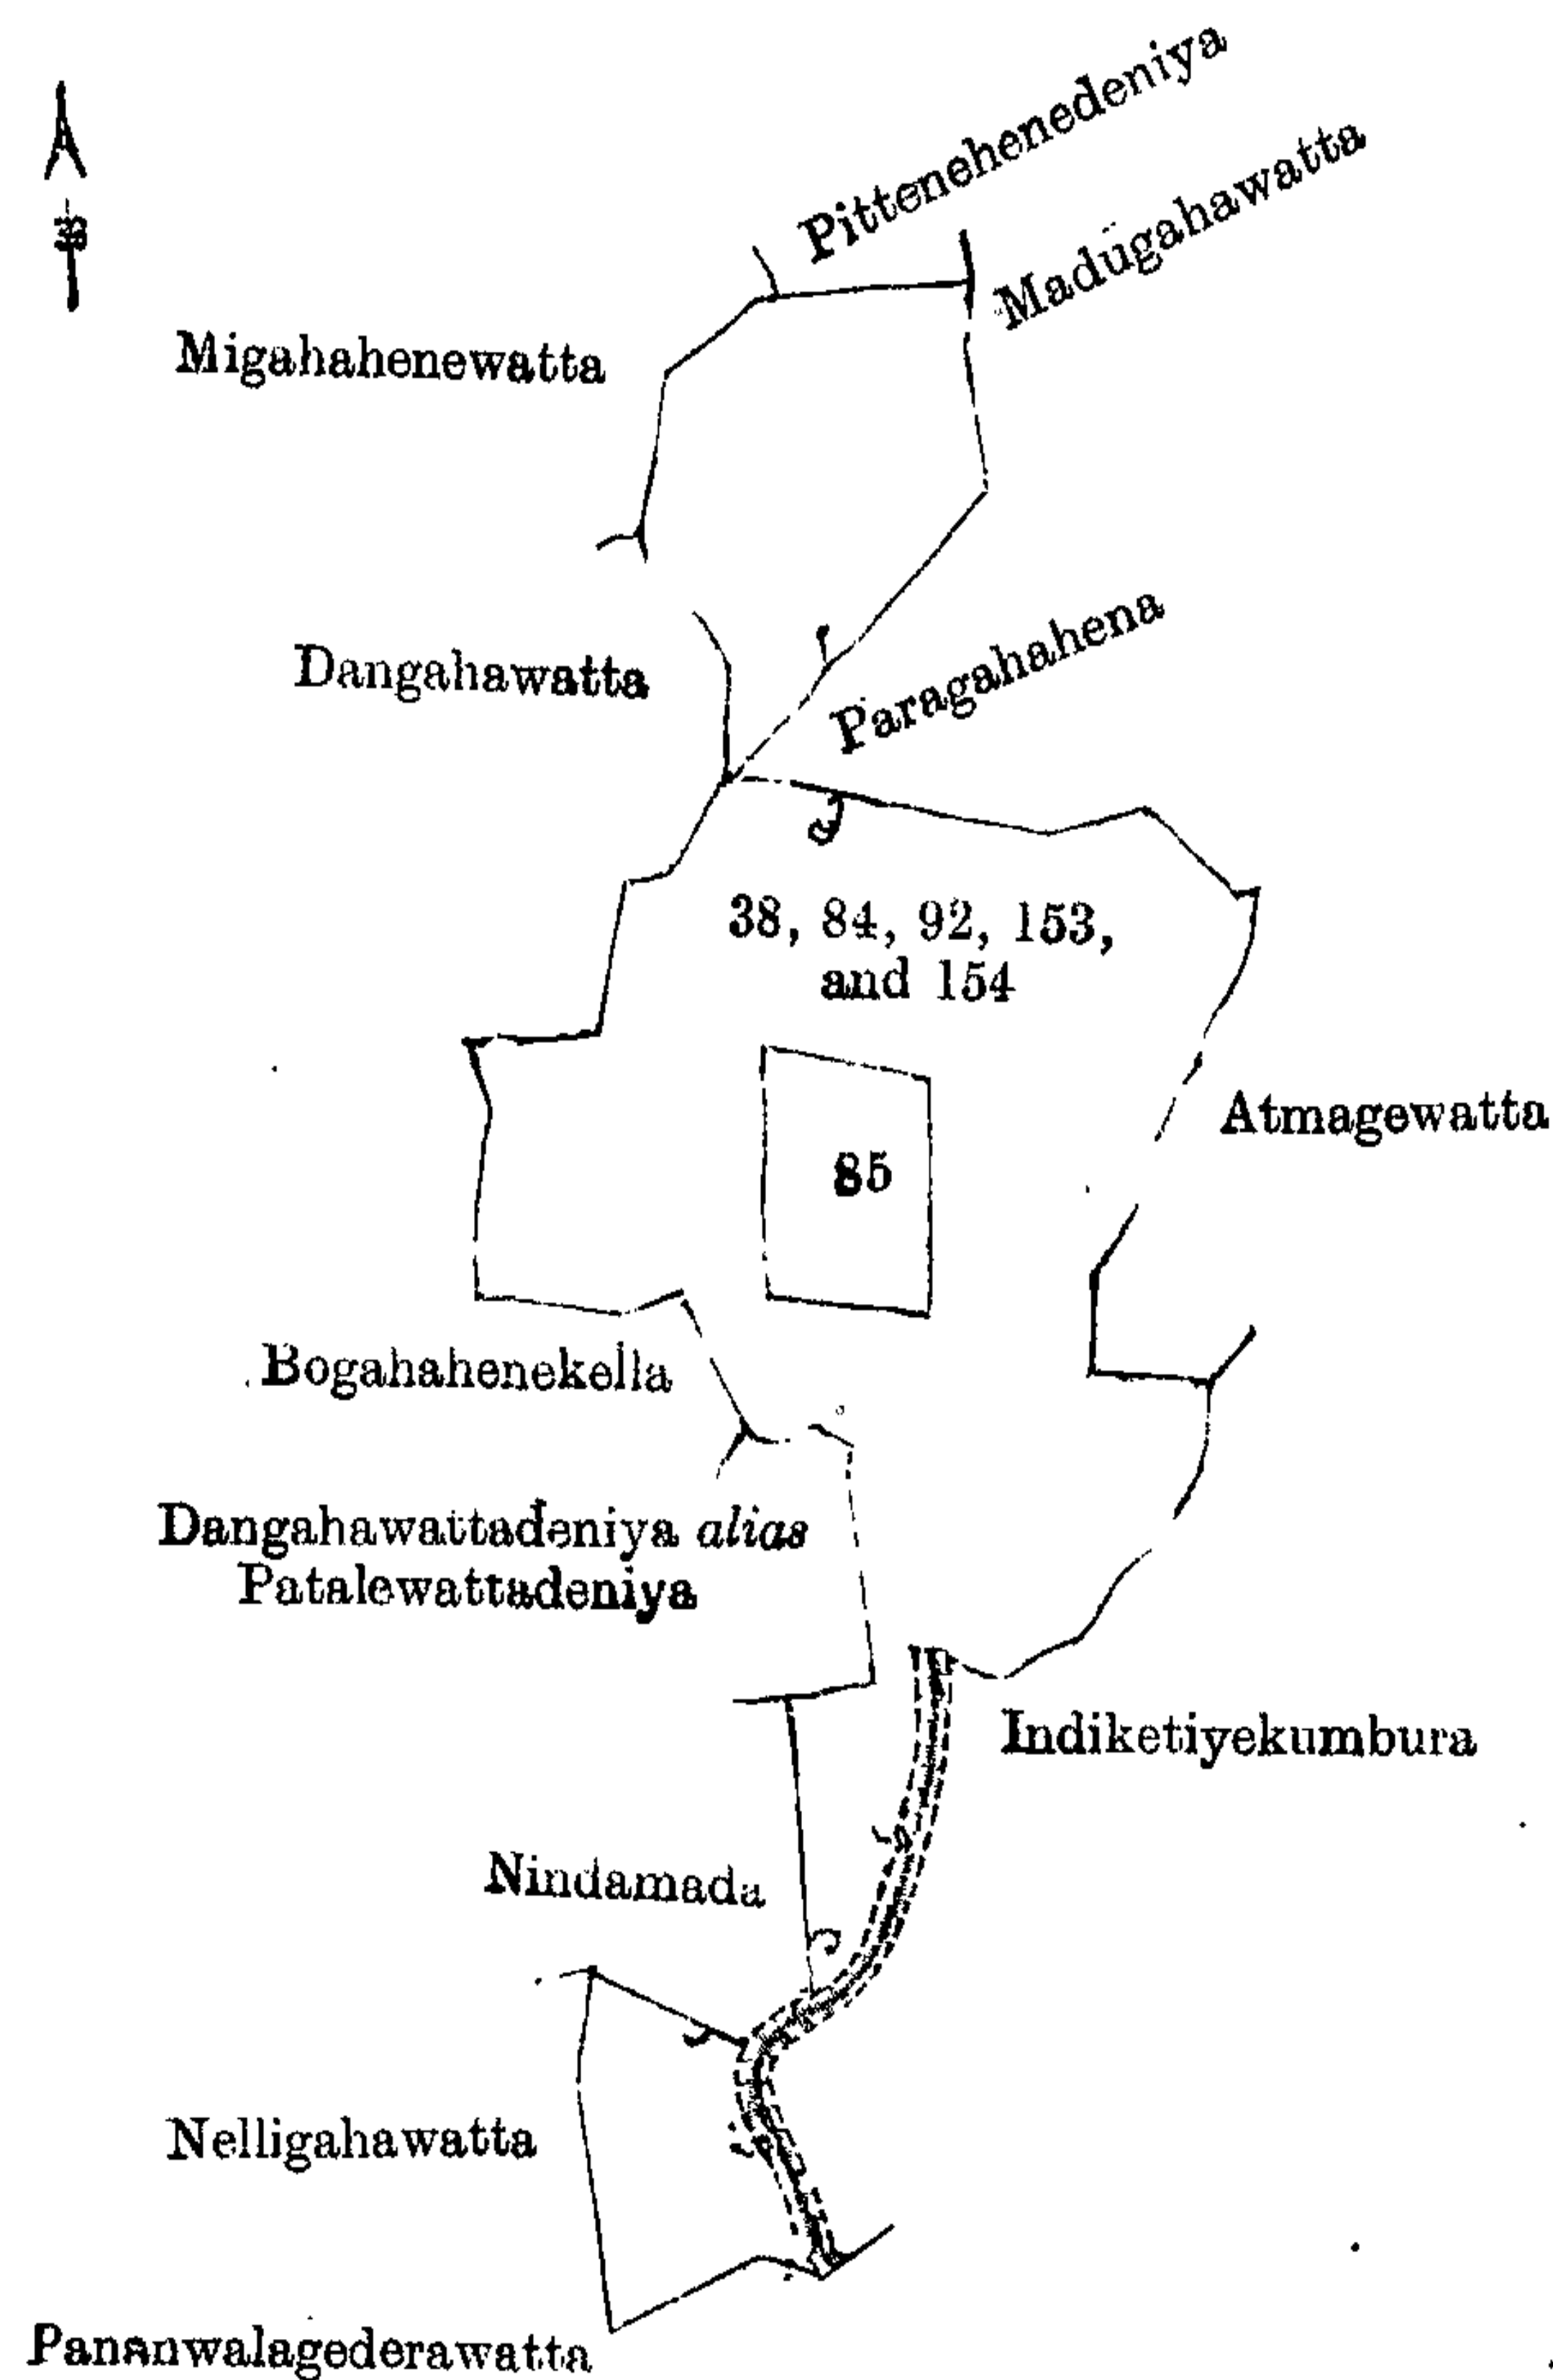 Pittenehenedeniya
Madugahawatta
Migahahenewatta
Dangahawatta
Paragahahena
38, 84, 92, 153,
and 154
Atmagewatta
85
Bogahahenekella
Dangahawattadeniya alias
Patalewattadeniya
Indiketiyekumbura
Nindamada
Nelligahawatta
Pananwalagederawatta